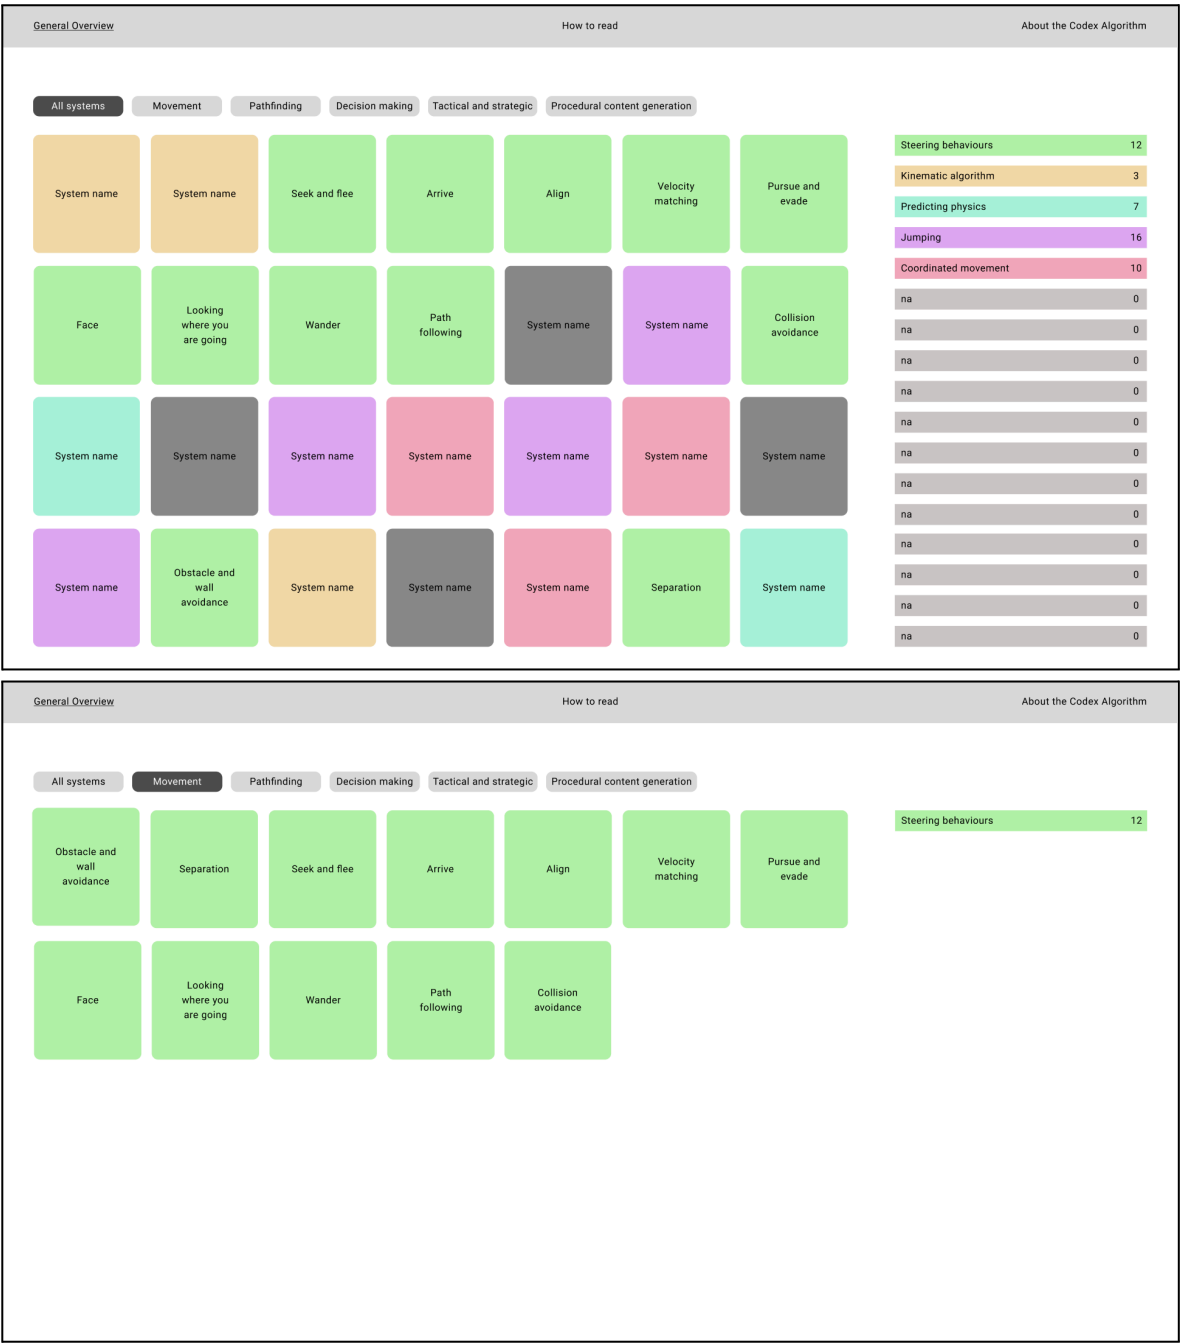 General Overview
How to read
About the Codex Algorithm
All systems
Movement
Pathfinding
Decision making
Tactical and strategic
Procedural content generation
System name
System name
Seek and flee
Arrive
Align
Velocity
matching
Pursue and
evade
Face
Looking
where you
are going
Wander
Path
following
System name
System name
Collision
avoidance
System name
System name
System name
System name
System name
System name
System name
System name
Obstacle and
wall
avoidance
System name
System name
System name
Separation
System name
Steering behaviours 12
Kinematic algorithm 3
Predicting physics 7
Jumping 16
Coordinated movement 10
na 0
na 0
na 0
na 0
na 0
na 0
na 0
na 0
na 0
na 0
na 0
na 0
General Overview
How to read
About the Codex Algorithm
All systems
Movement
Pathfinding
Decision making
Tactical and strategic
Procedural content generation
Obstacle and
wall
avoidance
Separation
Seek and flee
Arrive
Align
Velocity
matching
Pursue and
evade
Face
Looking
where you
are going
Wander
Path
following
Collision
avoidance
Steering behaviours 12